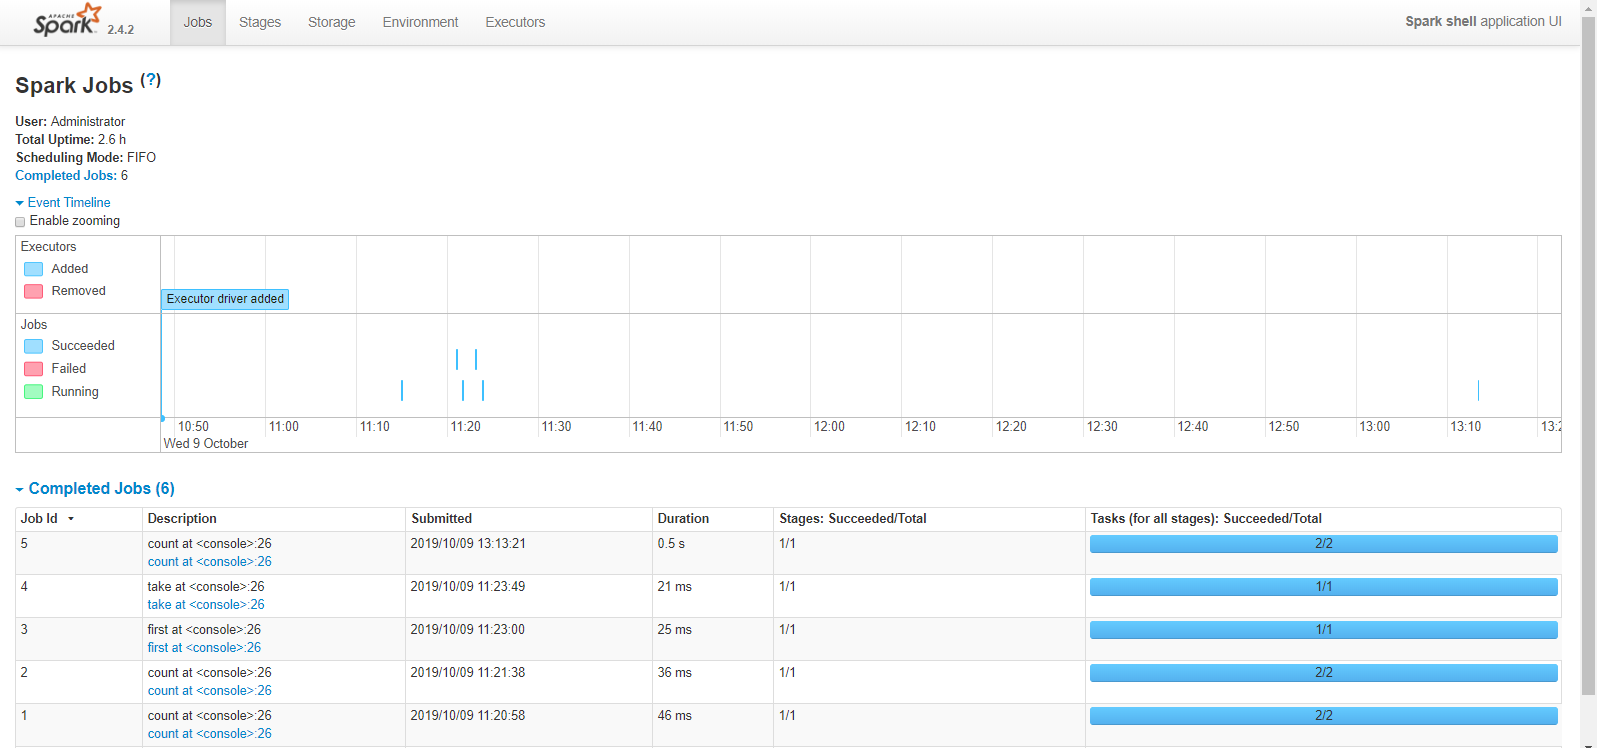 APACHE
Spark 2.4.2 Jobs Stages Storage Environment Executors Spark shell application UI
Spark Jobs (?)
User: Administrator
Total Uptime: 2.6 h
Scheduling Mode: FIFO
Completed Jobs: 6
Event Timeline
Enable zooming
Executors
Added
Removed
Executor driver added
Jobs
Succeeded
Failed
Running
10:50 11:00 11:10 11:20 11:30 11:40 11:50 12:00 12:10 12:20 12:30 12:40 12:50 13:00 13:10
Wed 9 October
Completed Jobs (6)
Job Id Description Submitted Duration Stages: Succeeded/Total Tasks (for all stages): Succeeded/Total
5 count at <console>:26 2019/10/09 13:13:21 0.5 s 1/1 2/2
count at <console>:26
4 take at <console>:26 2019/10/09 11:23:49 21 ms 1/1 1/1
take at <console>:26
3 first at <console>:26 2019/10/09 11:23:00 25 ms 1/1 1/1
first at <console>:26
2 count at <console>:26 2019/10/09 11:21:38 36 ms 1/1 2/2
count at <console>:26
1 count at <console>:26 2019/10/09 11:20:58 46 ms 1/1 2/2
count at <console>:26